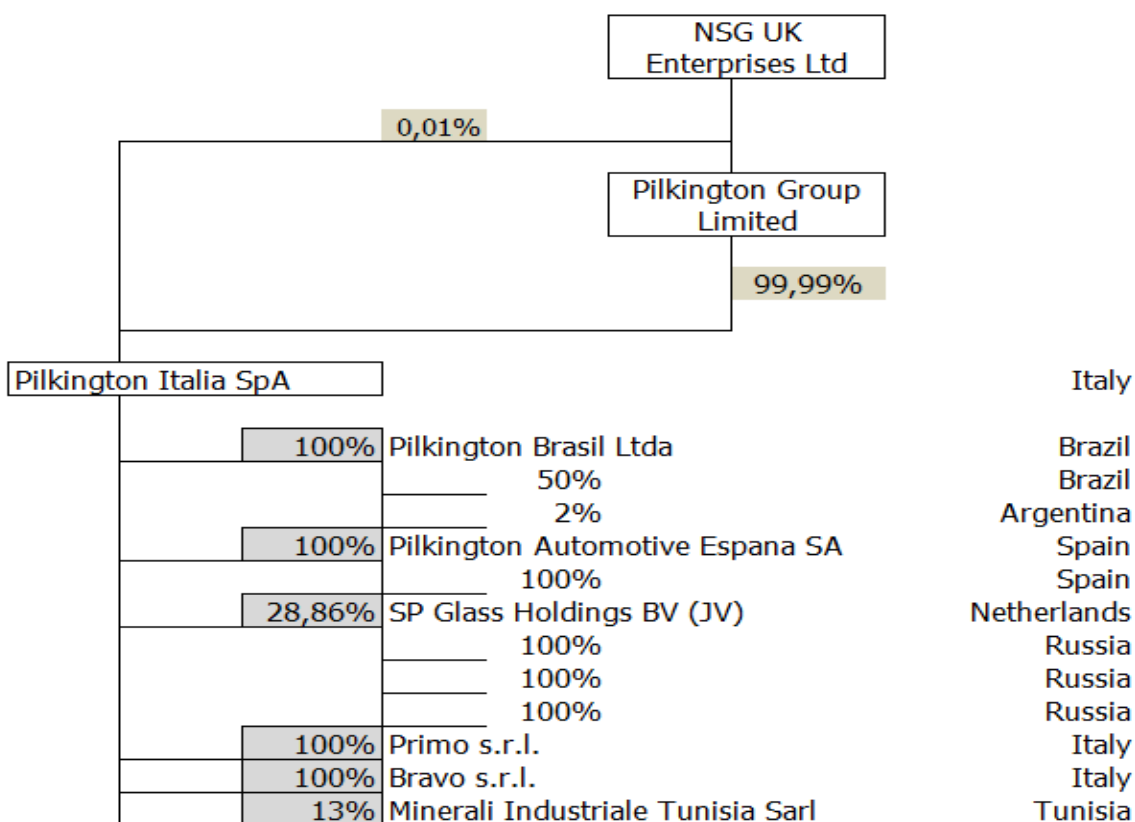 NSG UK
Enterprises Ltd
0,01%
Pilkington Group
Limited
99,99%
Pilkington Italia SpA Italy
100% Pilkington Brasil Ltda Brazil
50% Brazil
2% Argentina
100% Pilkington Automotive Espana SA Spain
100% Spain
28,86% SP Glass Holdings BV (JV) Netherlands
100% Russia
100% Russia
100% Russia
100% Primo s.r.l. Italy
100% Bravo s.r.l. Italy
13% Minerali Industriale Tunisia Sarl Tunisia